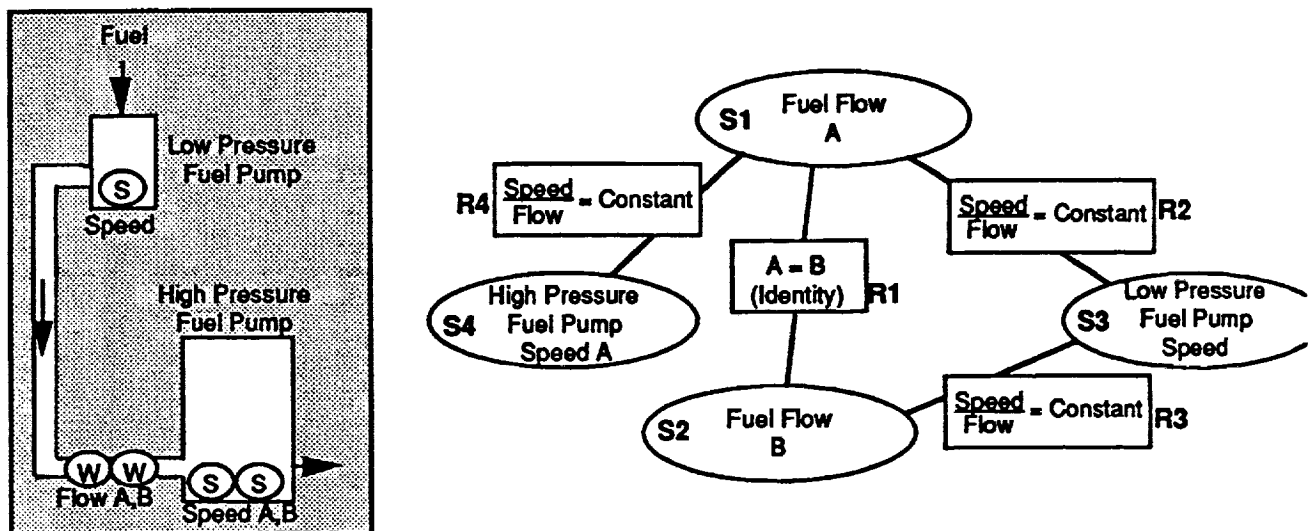 Fuel
Low Pressure
Fuel Pump
S
Speed
High Pressure
Fuel Pump
W W
Flow A,B
S S
Speed A,B
S1 Fuel Flow
A
R4 Speed
Flow = Constant
Speed
Flow = Constant R2
A = B
(Identity) R1
S4 High Pressure
Fuel Pump
Speed A
S3 Low Pressure
Fuel Pump
Speed
S2 Fuel Flow
B
Speed
Flow = Constant R3